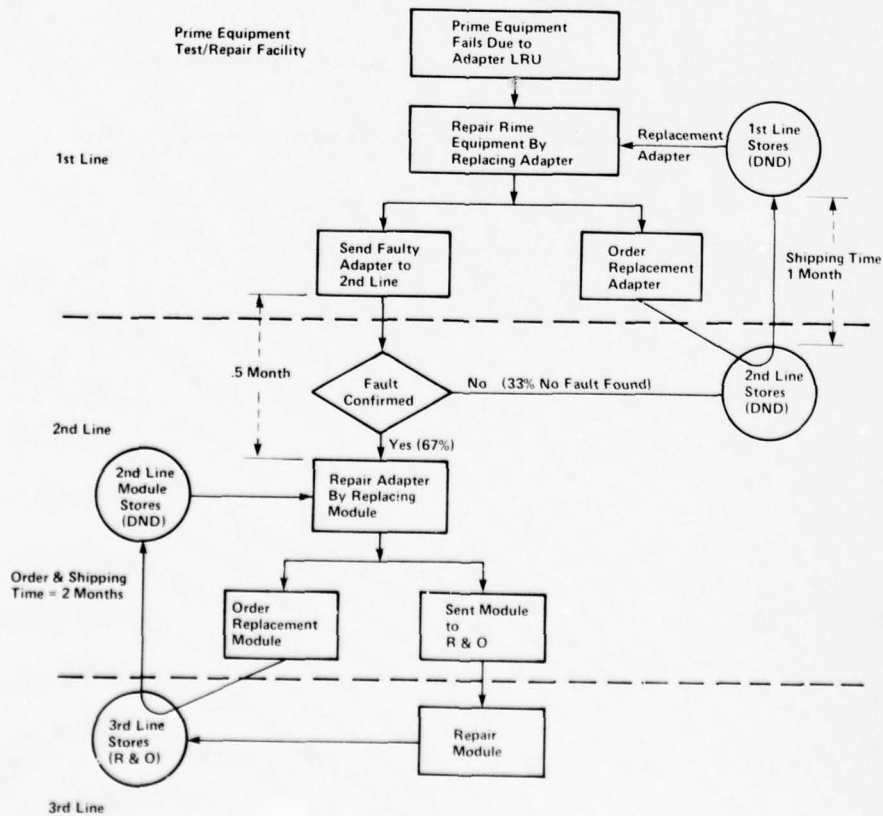 Prime Equipment
Test/Repair Facility
Prime Equipment
Fails Due to
Adapter LRU
1st Line
Repair Rime
Equipment By
Replacing Adapter
Replacement
Adapter
1st Line
Stores
(DND)
Send Faulty
Adapter to
2nd Line
Order
Replacement
Adapter
Shipping Time
1 Month
.5 Month
Fault
Confirmed
No (33% No Fault Found)
2nd Line
Stores
(DND)
2nd Line
Yes (67%)
2nd Line
Module
Stores
(DND)
Repair Adapter
By Replacing
Module
Order & Shipping
Time = 2 Months
Order
Replacement
Module
Sent Module
to
R & O
3rd Line
Stores
(R & O)
Repair
Module
3rd Line